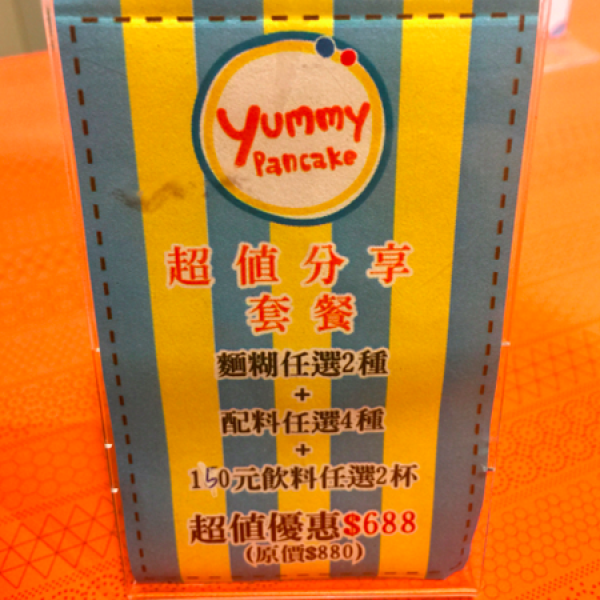 Yummy
Pancake
超值分享
套餐
麵糊任選2種
+
配料任選4種
+
150元飲料任選2杯
超值優惠$688
(原價$880)